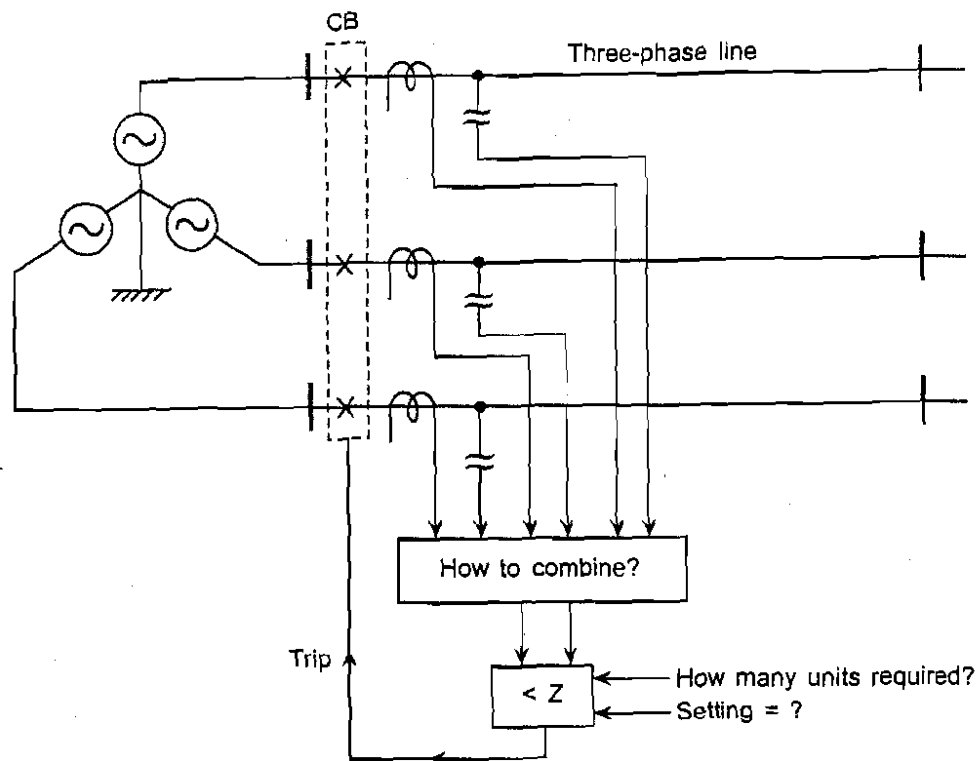 CB
Three-phase line
How to combine?
Trip
< Z
How many units required?
Setting = ?